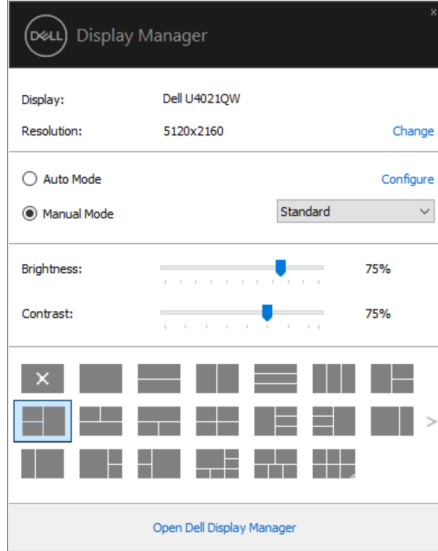 DELL Display Manager
Display: Dell U4021QW
Resolution: 5120x2160 Change
Auto Mode Configure
Manual Mode Standard
Brightness: 75%
Contrast: 75%
Open Dell Display Manager